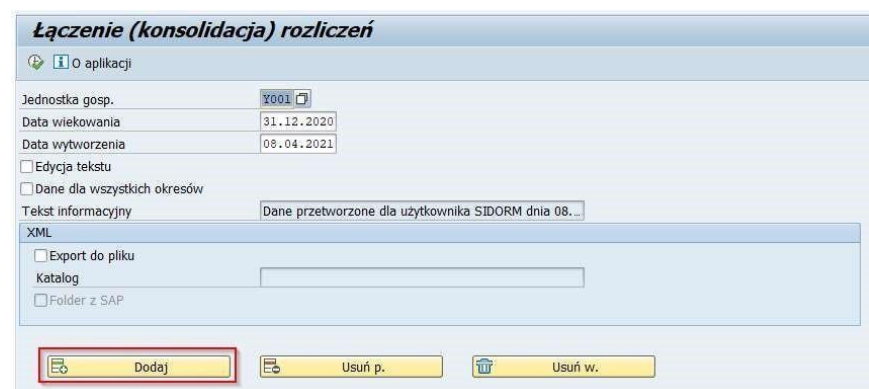 Łączenie (konsolidacja) rozliczeń
O aplikacji
Jednostka gosp. Y001
Data wiekowania 31.12.2020
Data wytworzenia 08.04.2021
Edycja tekstu
Dane dla wszystkich okresów
Tekst informacyjny Dane przetworzone dla użytkownika SIDORM dnia 08...
XML
Export do pliku
Katalog
Folder z SAP
Dodaj Usuń p. Usuń w.